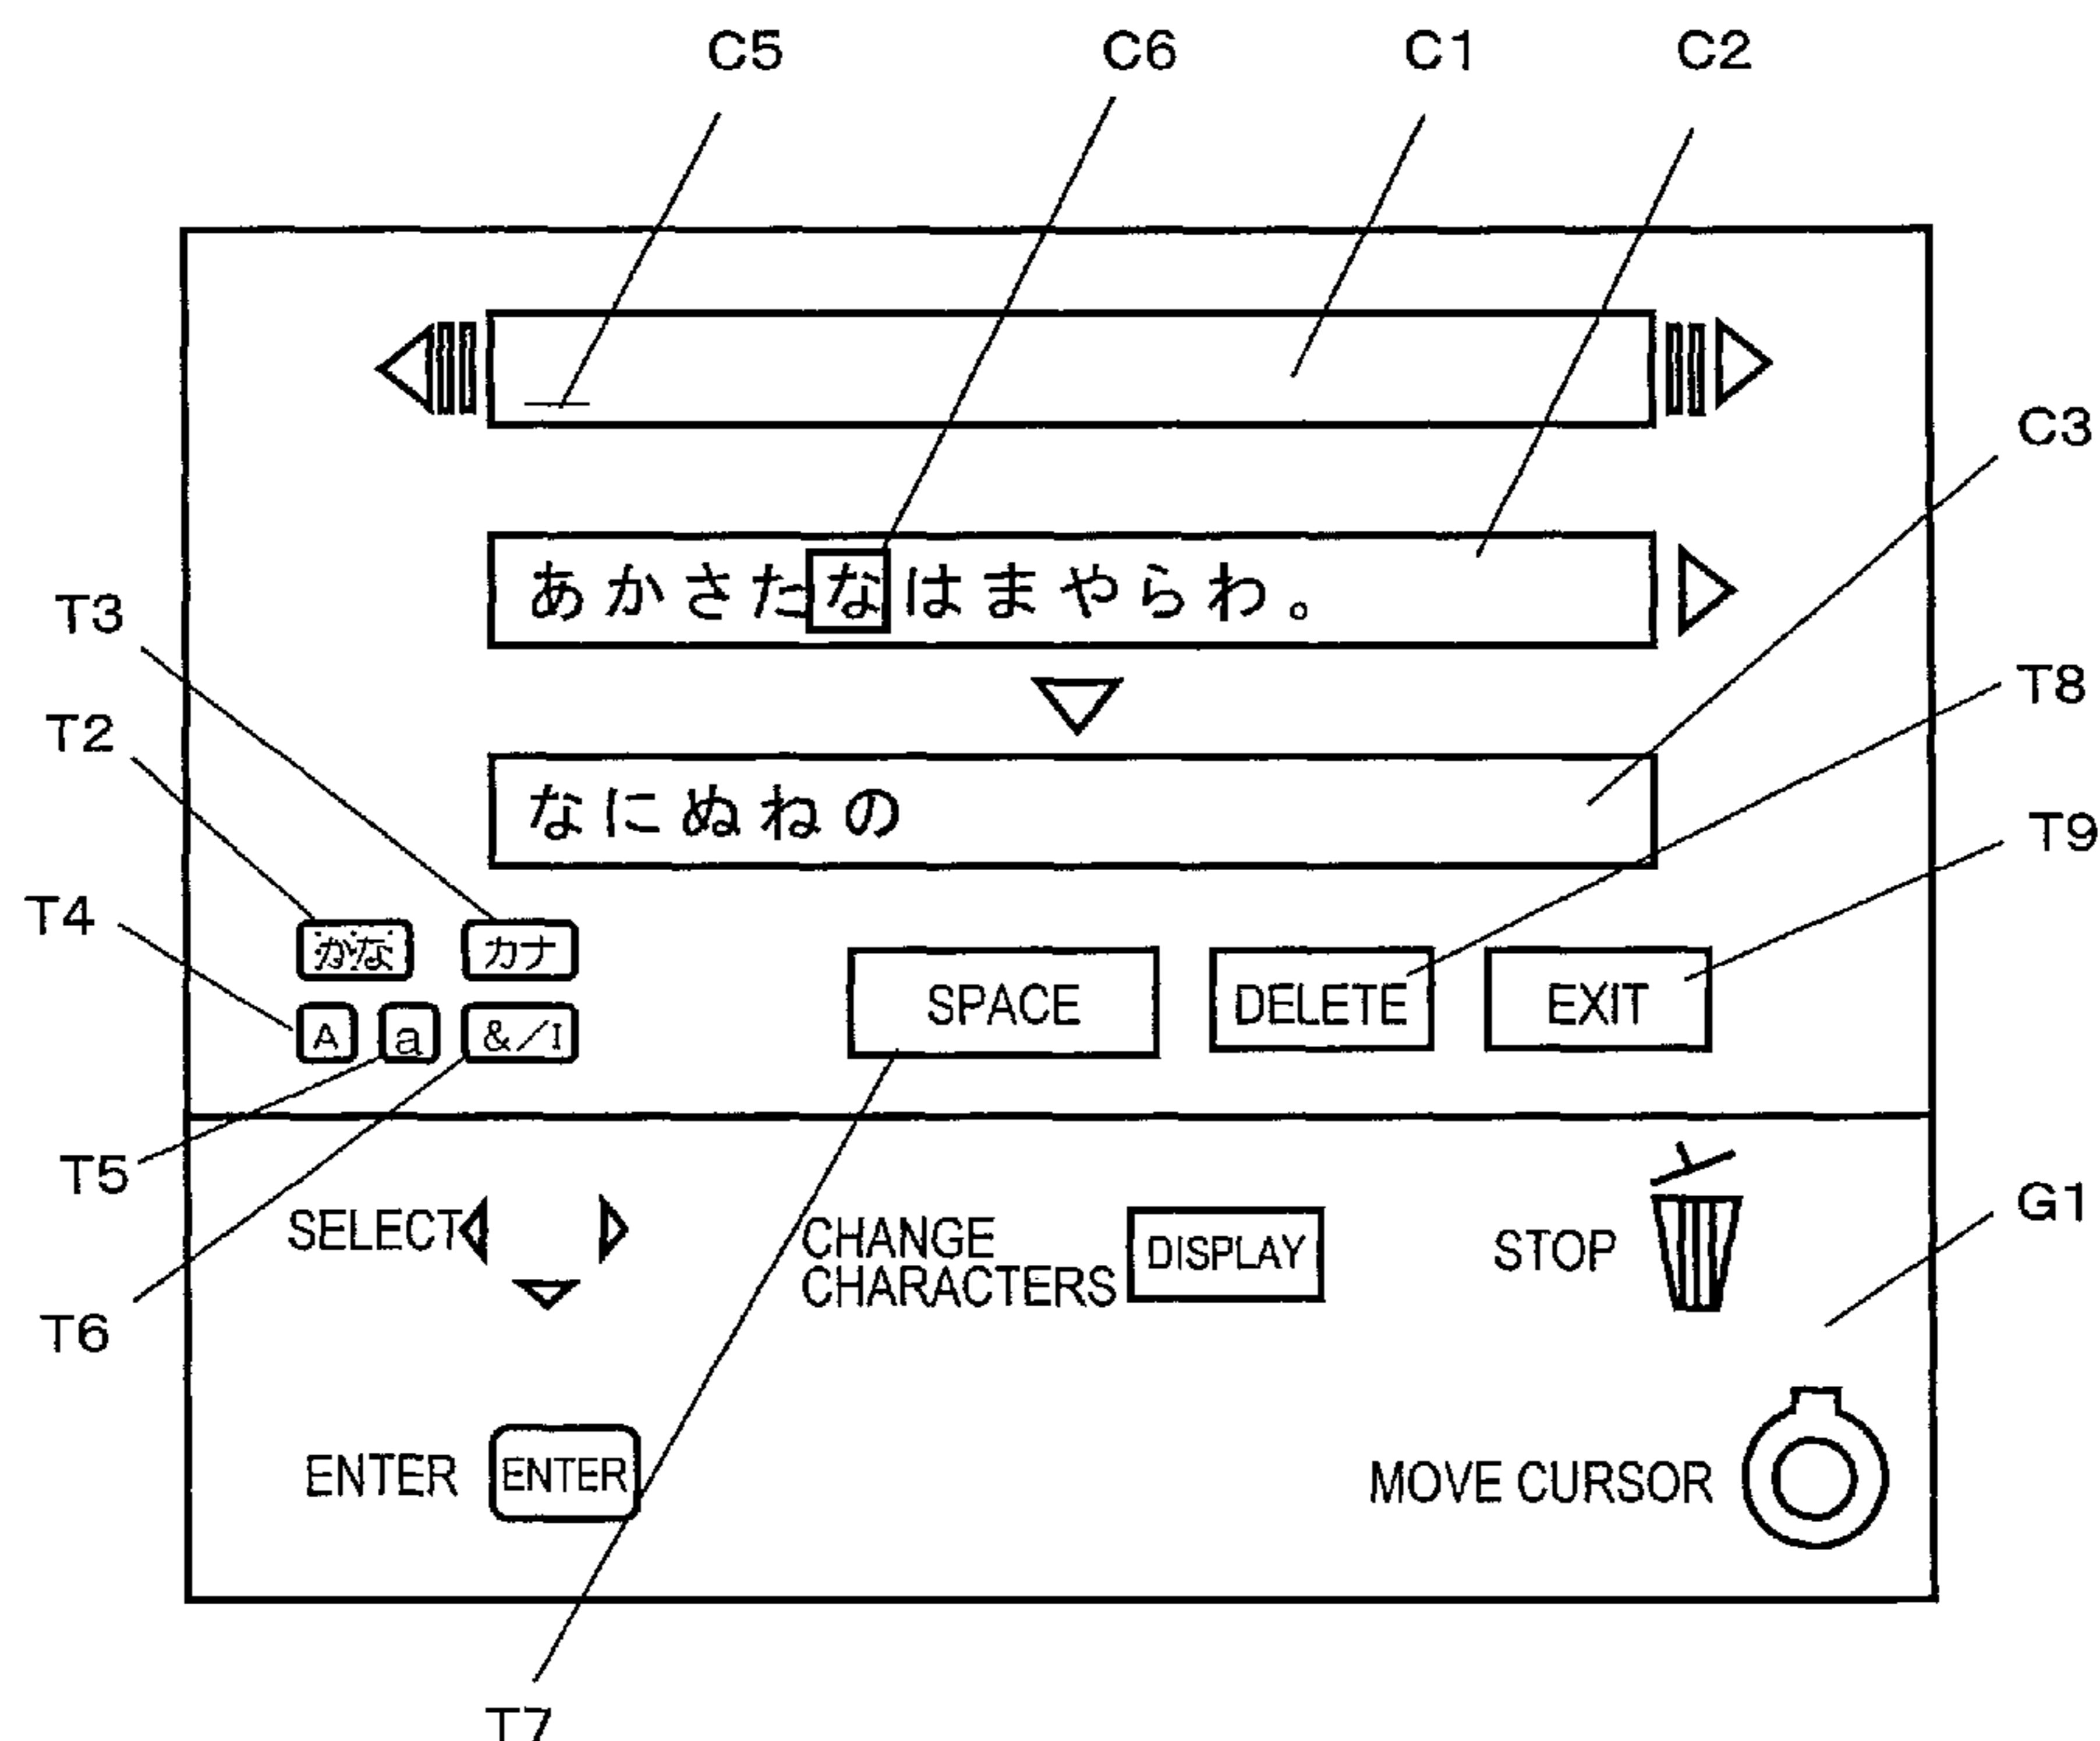 C5 C6 C1 C2
C3
あかさたなはまやらわ。
T3
T8
T2
なにぬねの
T9
T4
かな カナ
A a &/I
SPACE DELETE EXIT
T5
G1
SELECT
CHANGE
CHARACTERS
DISPLAY
STOP
T6
ENTER ENTER
MOVE CURSOR
T7